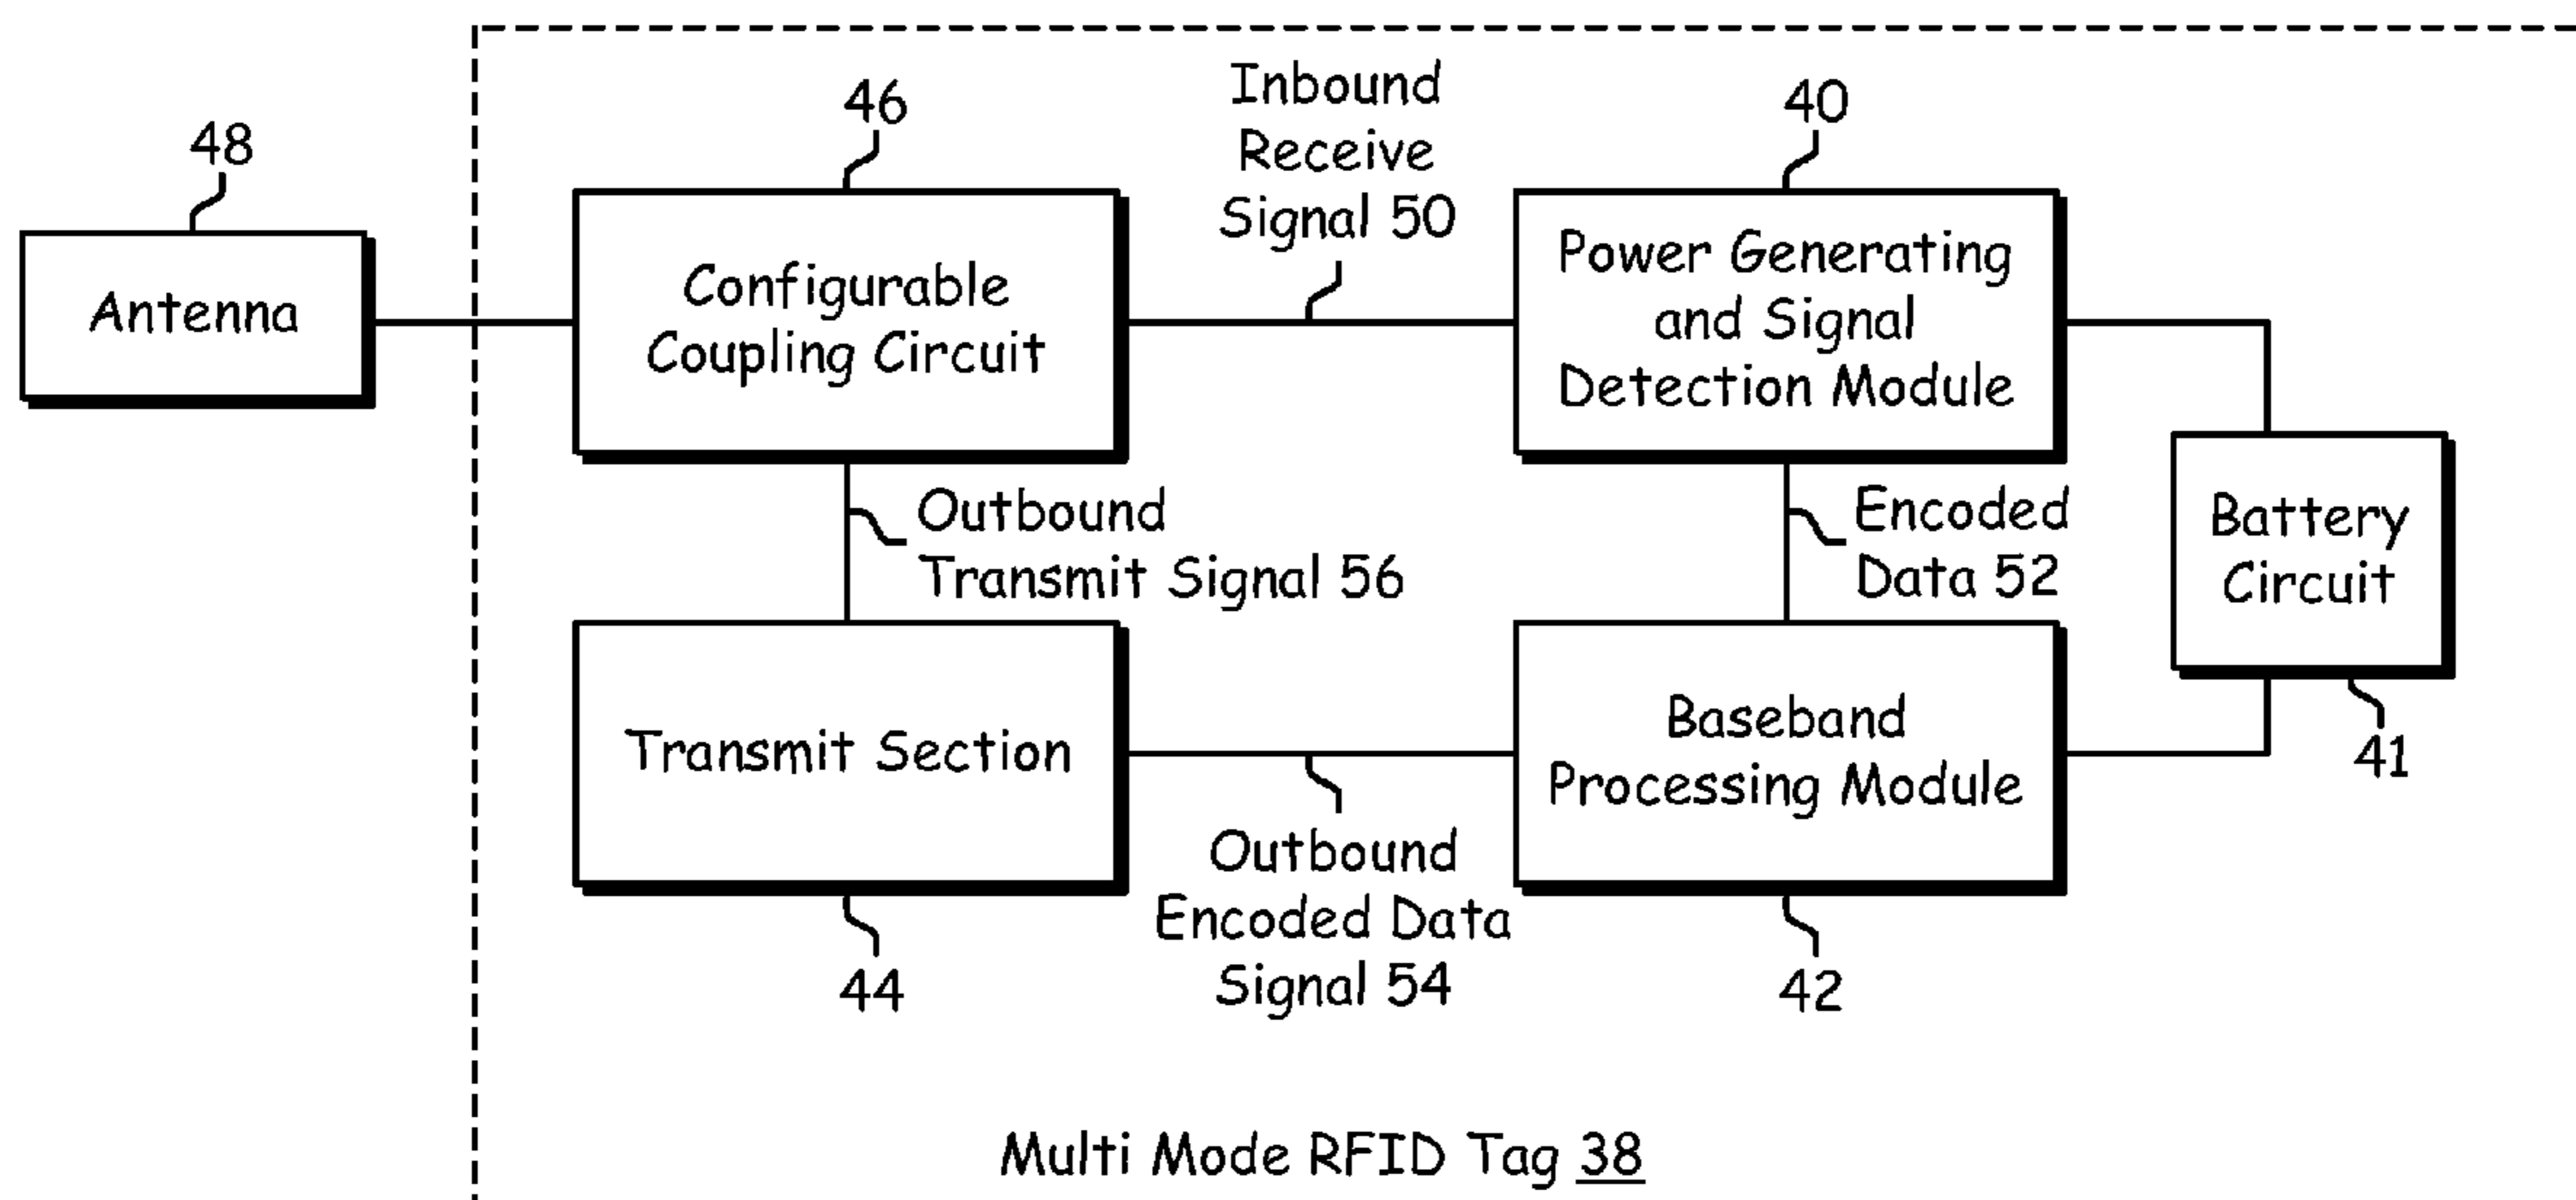 48
Antenna
46
Configurable
Coupling Circuit
Inbound
Receive
Signal 50
40
Power Generating
and Signal
Detection Module
Outbound
Transmit Signal 56
Encoded
Data 52
Battery
Circuit
41
Transmit Section
44
Outbound
Encoded Data
Signal 54
Baseband
Processing Module
42
Multi Mode RFID Tag 38